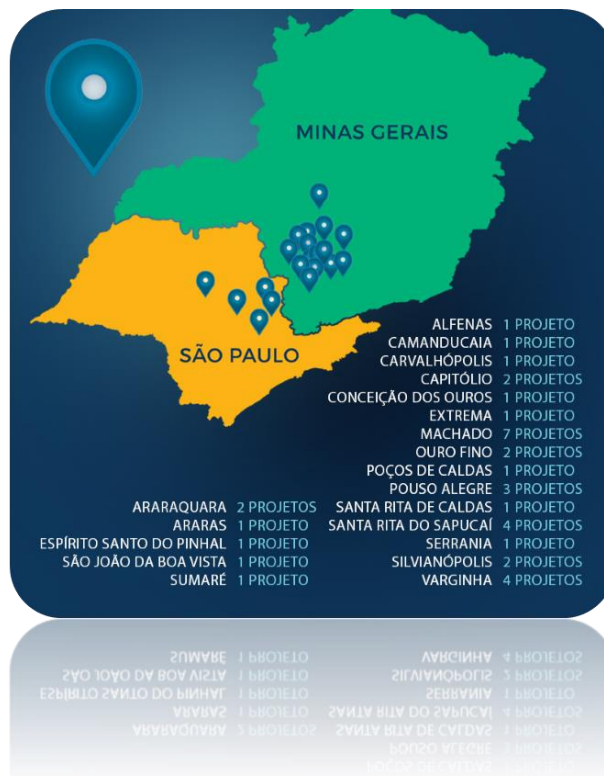 MINAS GERAIS
SÃO PAULO
ALFENAS 1 PROJETO
CAMANDUCAIA 1 PROJETO
CARVALHÓPOLIS 1 PROJETO
CAPITÓLIO 2 PROJETOS
CONCEIÇÃO DOS OUROS 1 PROJETO
EXTREMA 1 PROJETO
MACHADO 7 PROJETOS
OURO FINO 2 PROJETOS
POÇOS DE CALDAS 1 PROJETO
POUSO ALEGRE 3 PROJETOS
SANTA RITA DE CALDAS 1 PROJETO
SANTA RITA DO SAPUCAÍ 4 PROJETOS
SERRANIA 1 PROJETO
SILVIANÓPOLIS 2 PROJETOS
VARGINHA 4 PROJETOS
ARARAQUARA 2 PROJETOS
ARARAS 1 PROJETO
ESPÍRITO SANTO DO PINHAL 1 PROJETO
SÃO JOÃO DA BOA VISTA 1 PROJETO
SUMARÉ 1 PROJETO